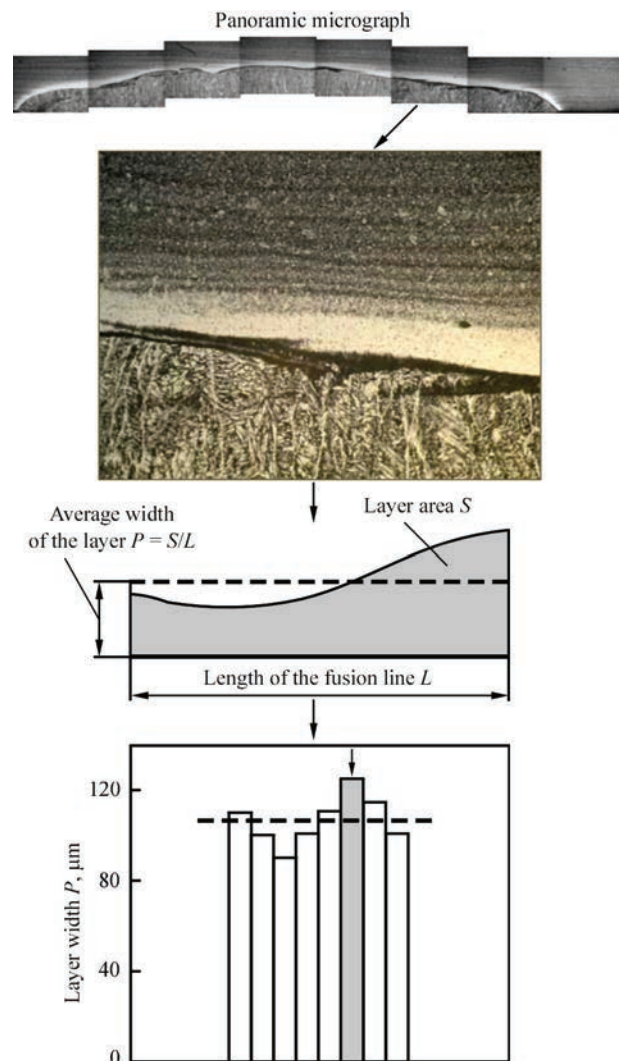 Panoramic micrograph
Average width
of the layer P = S/L
Layer area S
Length of the fusion line L
Layer width P, μm
120
80
40
0